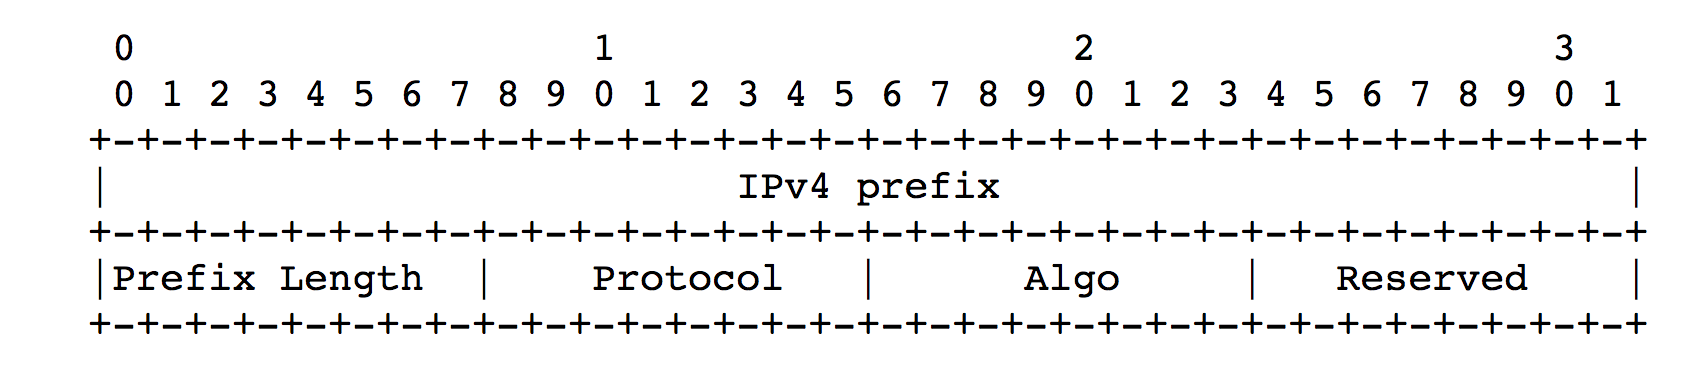 0                   1                   2                   3
0 1 2 3 4 5 6 7 8 9 0 1 2 3 4 5 6 7 8 9 0 1 2 3 4 5 6 7 8 9 0 1
+-+-+-+-+-+-+-+-+-+-+-+-+-+-+-+-+-+-+-+-+-+-+-+-+-+-+-+-+-+-+-+-+
|                          IPv4 prefix                          |
+-+-+-+-+-+-+-+-+-+-+-+-+-+-+-+-+-+-+-+-+-+-+-+-+-+-+-+-+-+-+-+-+
|Prefix Length  |    Protocol   |      Algo     |   Reserved    |
+-+-+-+-+-+-+-+-+-+-+-+-+-+-+-+-+-+-+-+-+-+-+-+-+-+-+-+-+-+-+-+-+